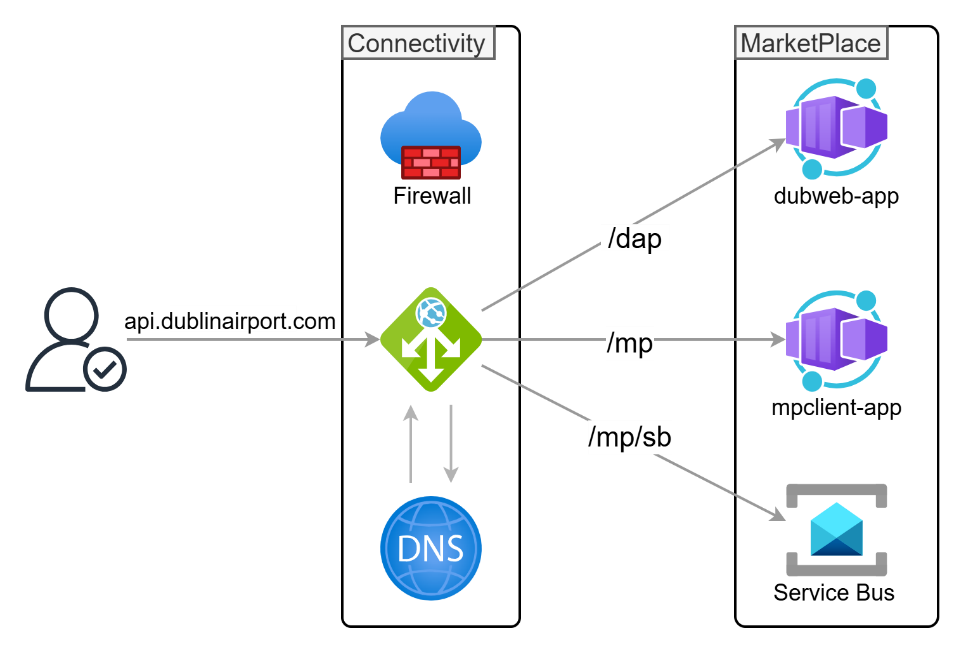 Connectivity
MarketPlace
Firewall
dubweb-app
/dap
api.dublinairport.com
/mp
mpclient-app
/mp/sb
DNS
Service Bus